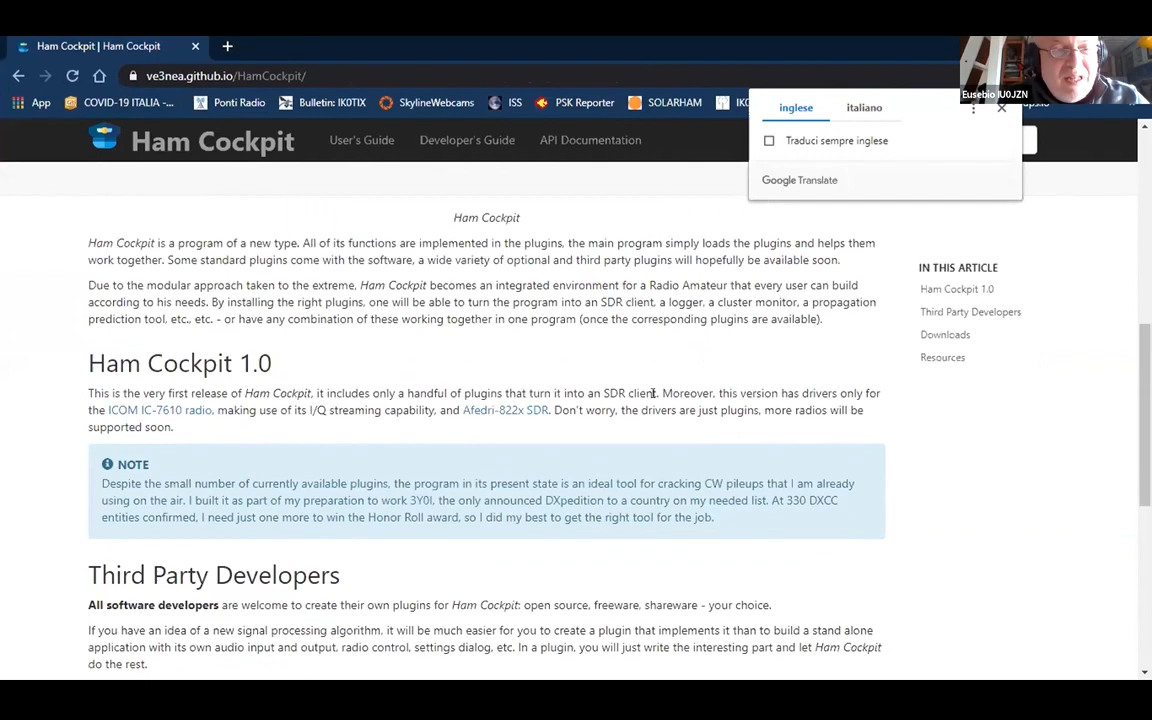 Ham Cockpit | Ham Cockpit
ve3nea.github.io/HamCockpit/
Eusebio IU0JZN
App
COVID-19 ITALIA -...
Ponti Radio
Bulletin: IK0TIX
SkylineWebcams
ISS
PSK Reporter
SOLARHAM
inglese
italiano
Traduci sempre inglese
Google Translate
Ham Cockpit
User's Guide
Developer's Guide
API Documentation
Ham Cockpit
Ham Cockpit is a program of a new type. All of its functions are implemented in the plugins, the main program simply loads the plugins and helps them
work together. Some standard plugins come with the software, a wide variety of optional and third party plugins will hopefully be available soon.
Due to the modular approach taken to the extreme, Ham Cockpit becomes an integrated environment for a Radio Amateur that every user can build
according to his needs. By installing the right plugins, one will be able to turn the program into an SDR client, a logger, a cluster monitor, a propagation
prediction tool, etc., etc. - or have any combination of these working together in one program (once the corresponding plugins are available).
IN THIS ARTICLE
Ham Cockpit 1.0
Third Party Developers
Downloads
Resources
Ham Cockpit 1.0
This is the very first release of Ham Cockpit, it includes only a handful of plugins that turn it into an SDR client. Moreover, this version has drivers only for
the ICOM IC-7610 radio, making use of its I/Q streaming capability, and Afedri-822x SDR. Don't worry, the drivers are just plugins, more radios will be
supported soon.
NOTE
Despite the small number of currently available plugins, the program in its present state is an ideal tool for cracking CW pileups that I am already
using on the air. I built it as part of my preparation to work 3Y0I, the only announced DXpedition to a country on my needed list. At 330 DXCC
entities confirmed, I need just one more to win the Honor Roll award, so I did my best to get the right tool for the job.
Third Party Developers
All software developers are welcome to create their own plugins for Ham Cockpit: open source, freeware, shareware - your choice.
If you have an idea of a new signal processing algorithm, it will be much easier for you to create a plugin that implements it than to build a stand alone
application with its own audio input and output, radio control, settings dialog, etc. In a plugin, you will just write the interesting part and let Ham Cockpit
do the rest.